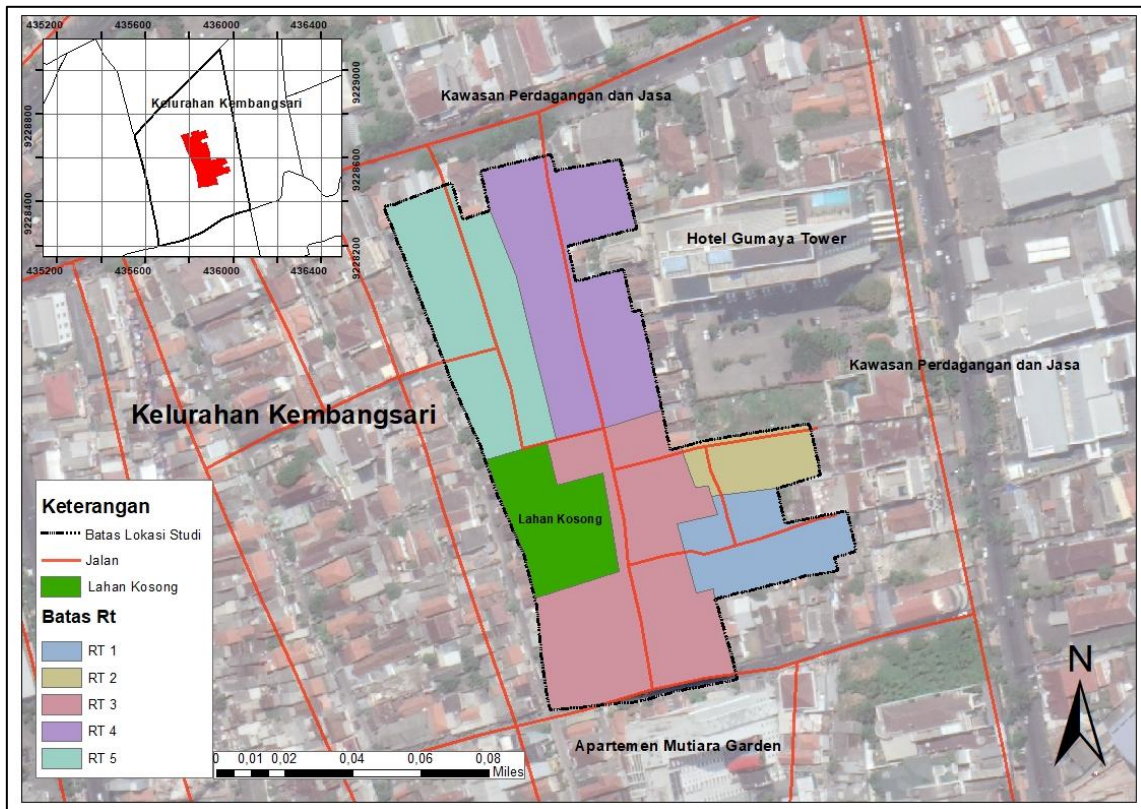 435200 435600 436000 436400
Kelurahan Kembangsari
9228800
9228400
9229000
9228600
9228200
435200 435600 436000 436400
Kawasan Perdagangan dan Jasa
Hotel Gumaya Tower
Kawasan Perdagangan dan Jasa
Kelurahan Kembangsari
Lahan Kosong
Keterangan
Batas Lokasi Studi
Jalan
Lahan Kosong
Batas Rt
RT 1
RT 2
RT 3
RT 4
RT 5
0 0,01 0,02 0,04 0,06 0,08
Miles
Apartemen Mutiara Garden
N